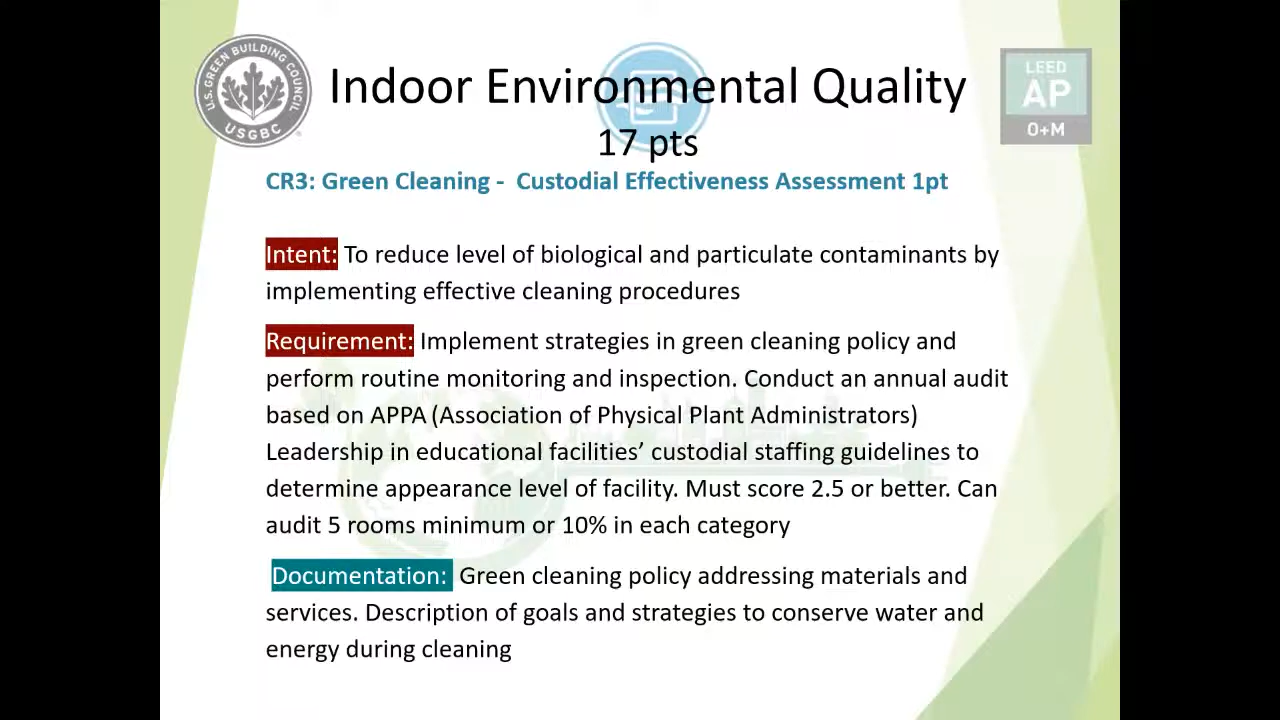 U.S. GREEN BUILDING COUNCIL
USGBC
LEED
AP
O+M
Indoor Environmental Quality
17 pts
CR3: Green Cleaning - Custodial Effectiveness Assessment 1pt
Intent: To reduce level of biological and particulate contaminants by
implementing effective cleaning procedures
Requirement: Implement strategies in green cleaning policy and
perform routine monitoring and inspection. Conduct an annual audit
based on APPA (Association of Physical Plant Administrators)
Leadership in educational facilities’ custodial staffing guidelines to
determine appearance level of facility. Must score 2.5 or better. Can
audit 5 rooms minimum or 10% in each category
Documentation: Green cleaning policy addressing materials and
services. Description of goals and strategies to conserve water and
energy during cleaning